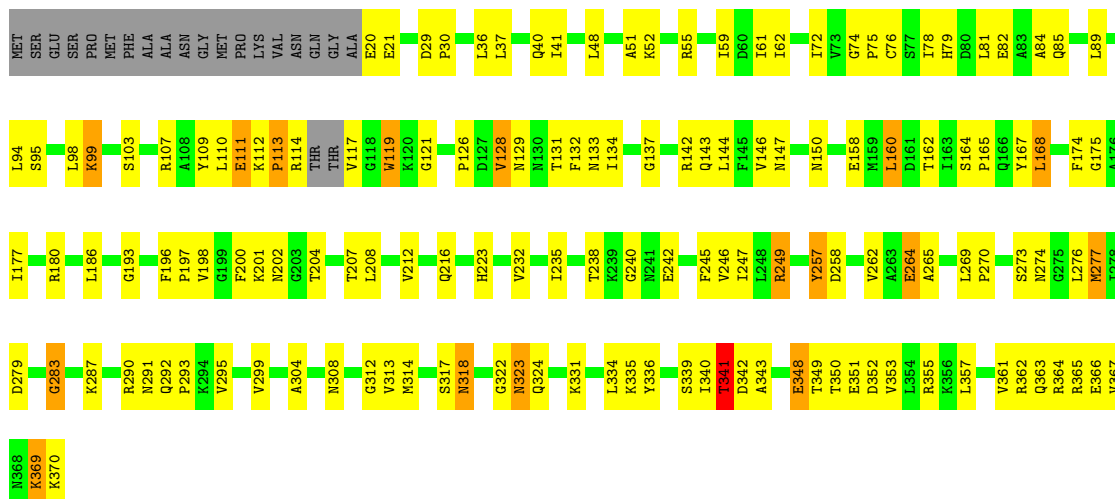 MET SER GLU SER PRO MET PHE ALA ALA ASN GLY MET PRO LYS VAL ASN GLN GLY ALA E20 E21 D29 P30 L36 L37 Q40 I41 L48 A51 K52 R55 I59 D60 I61 I62 I72 V73 G74 P75 C76 S77 I78 H79 D80 L81 E82 A83 A84 Q85 L89
L94 S95 L98 K99 S103 R107 A108 Y109 L110 E111 K112 P113 R114 THR THR V117 G118 W119 K120 G121 P126 D127 V128 N129 N130 T131 F132 N133 I134 G137 R142 Q143 L144 F145 V146 N147 N150 E158 M159 L160 D161 T162 I163 S164 P165 Q166 Y167 L168 F174 G175 A176
I177 R180 L186 G193 F196 P197 V198 G199 F200 K201 N202 G203 T204 T207 L208 V212 Q216 H223 V232 I235 T238 K239 G240 N241 E242 F245 V246 I247 L248 R249 Y257 D258 V262 A263 E264 A265 L269 P270 S273 N274 G275 L276 M277 I278
D279 G283 K287 R290 N291 Q292 P293 K294 V295 V299 A304 N308 G312 V313 M314 S317 N318 G322 N323 Q324 K331 L334 K335 Y336 S339 I340 T341 D342 A343 E348 T349 T350 E351 D352 V353 L354 R355 K356 L357 V361 R362 Q363 R364 R365 E366 V367
N368 K369 K370